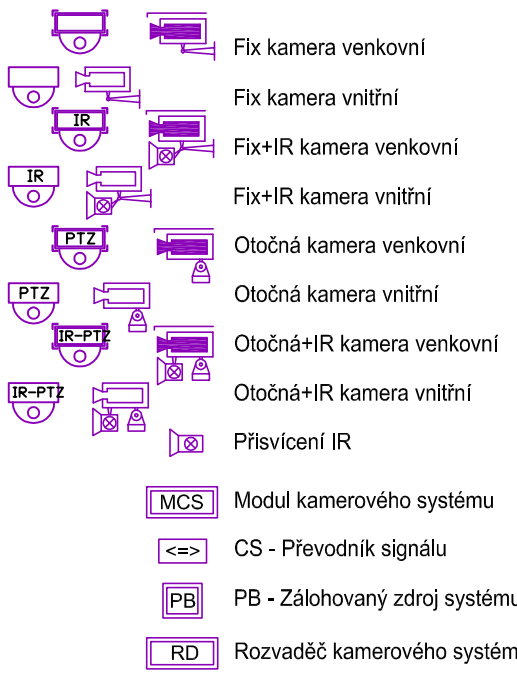 Fix kamera venkovní
Fix kamera vnitřní
IR Fix+IR kamera venkovní
IR Fix+IR kamera vnitřní
PTZ Otočná kamera venkovní
PTZ Otočná kamera vnitřní
IR-PTZ Otočná+IR kamera venkovní
IR-PTZ Otočná+IR kamera vnitřní
Přisvícení IR
MCS Modul kamerového systému
<=> CS - Převodník signálu
PB PB - Zálohovaný zdroj systému
RD Rozvaděč kamerového systém